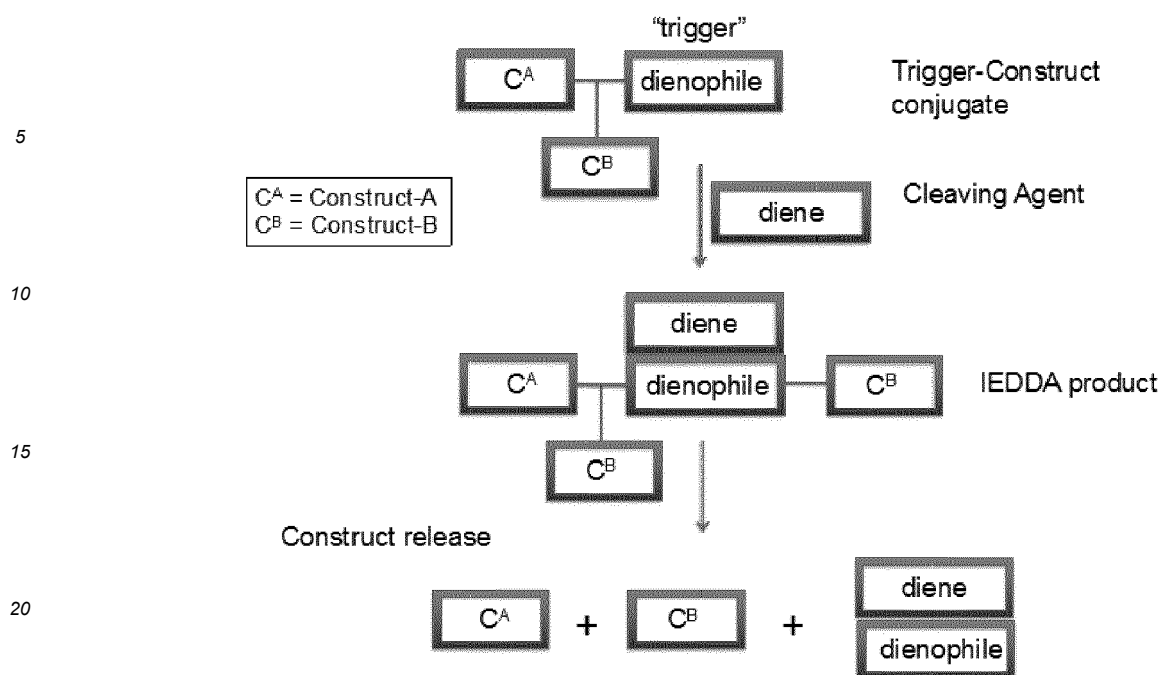 "trigger"
C^A
dienophile
Trigger-Construct
conjugate
5
C^B
C^A = Construct-A
C^B = Construct-B
Cleaving Agent
diene
10
diene
C^A
dienophile
C^B
IEDDA product
15
C^B
Construct release
20
C^A + C^B + diene
dienophile